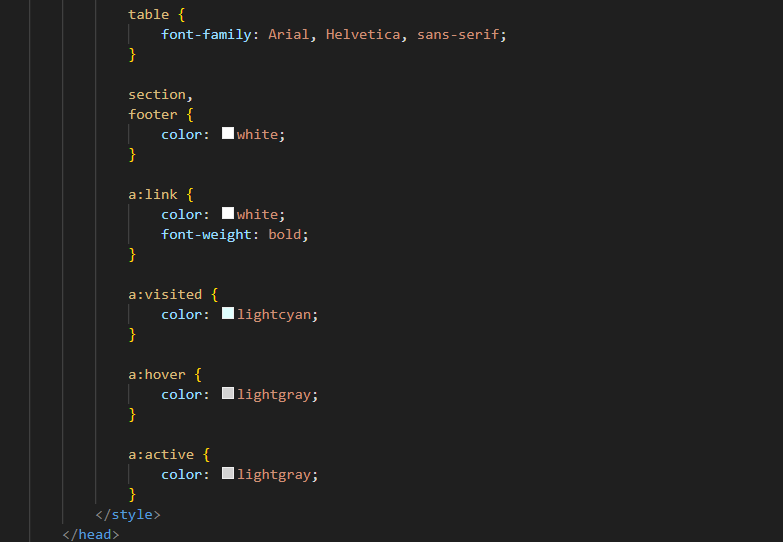 table {
font-family: Arial, Helvetica, sans-serif;
}
section,
footer {
color: white;
}
a:link {
color: white;
font-weight: bold;
}
a:visited {
color: lightcyan;
}
a:hover {
color: lightgray;
}
a:active {
color: lightgray;
}
</style>
</head>